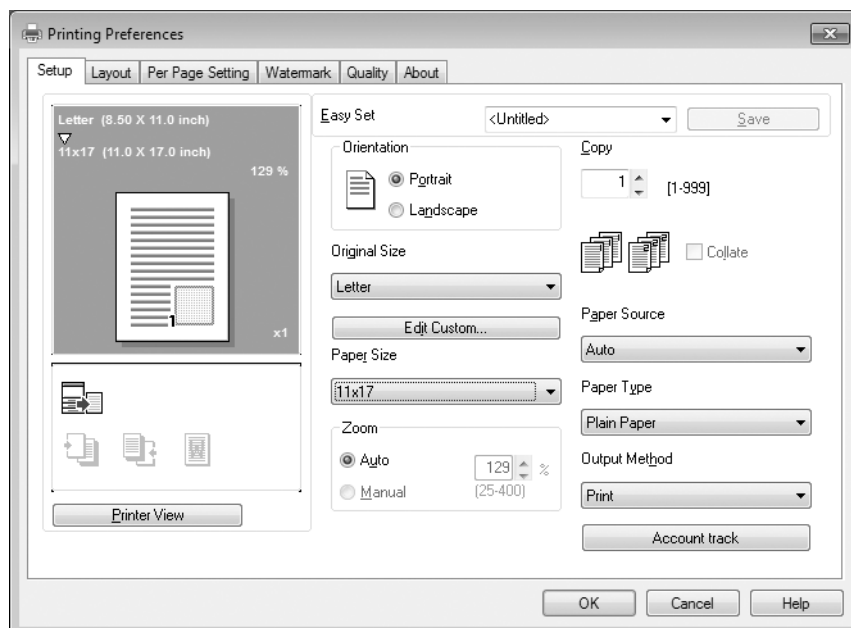 Printing Preferences
Setup Layout Per Page Setting Watermark Quality About
Letter (8.50 X 11.0 inch)
11x17 (11.0 X 17.0 inch)
129 %
1
x1
Printer View
Easy Set <Untitled> Save
Orientation
Portrait
Landscape
Original Size
Letter
Edit Custom...
Paper Size
11x17
Zoom
Auto
Manual
129 %
(25-400)
Copy
1 [1-999]
Collate
Paper Source
Auto
Paper Type
Plain Paper
Output Method
Print
Account track
OK Cancel Help